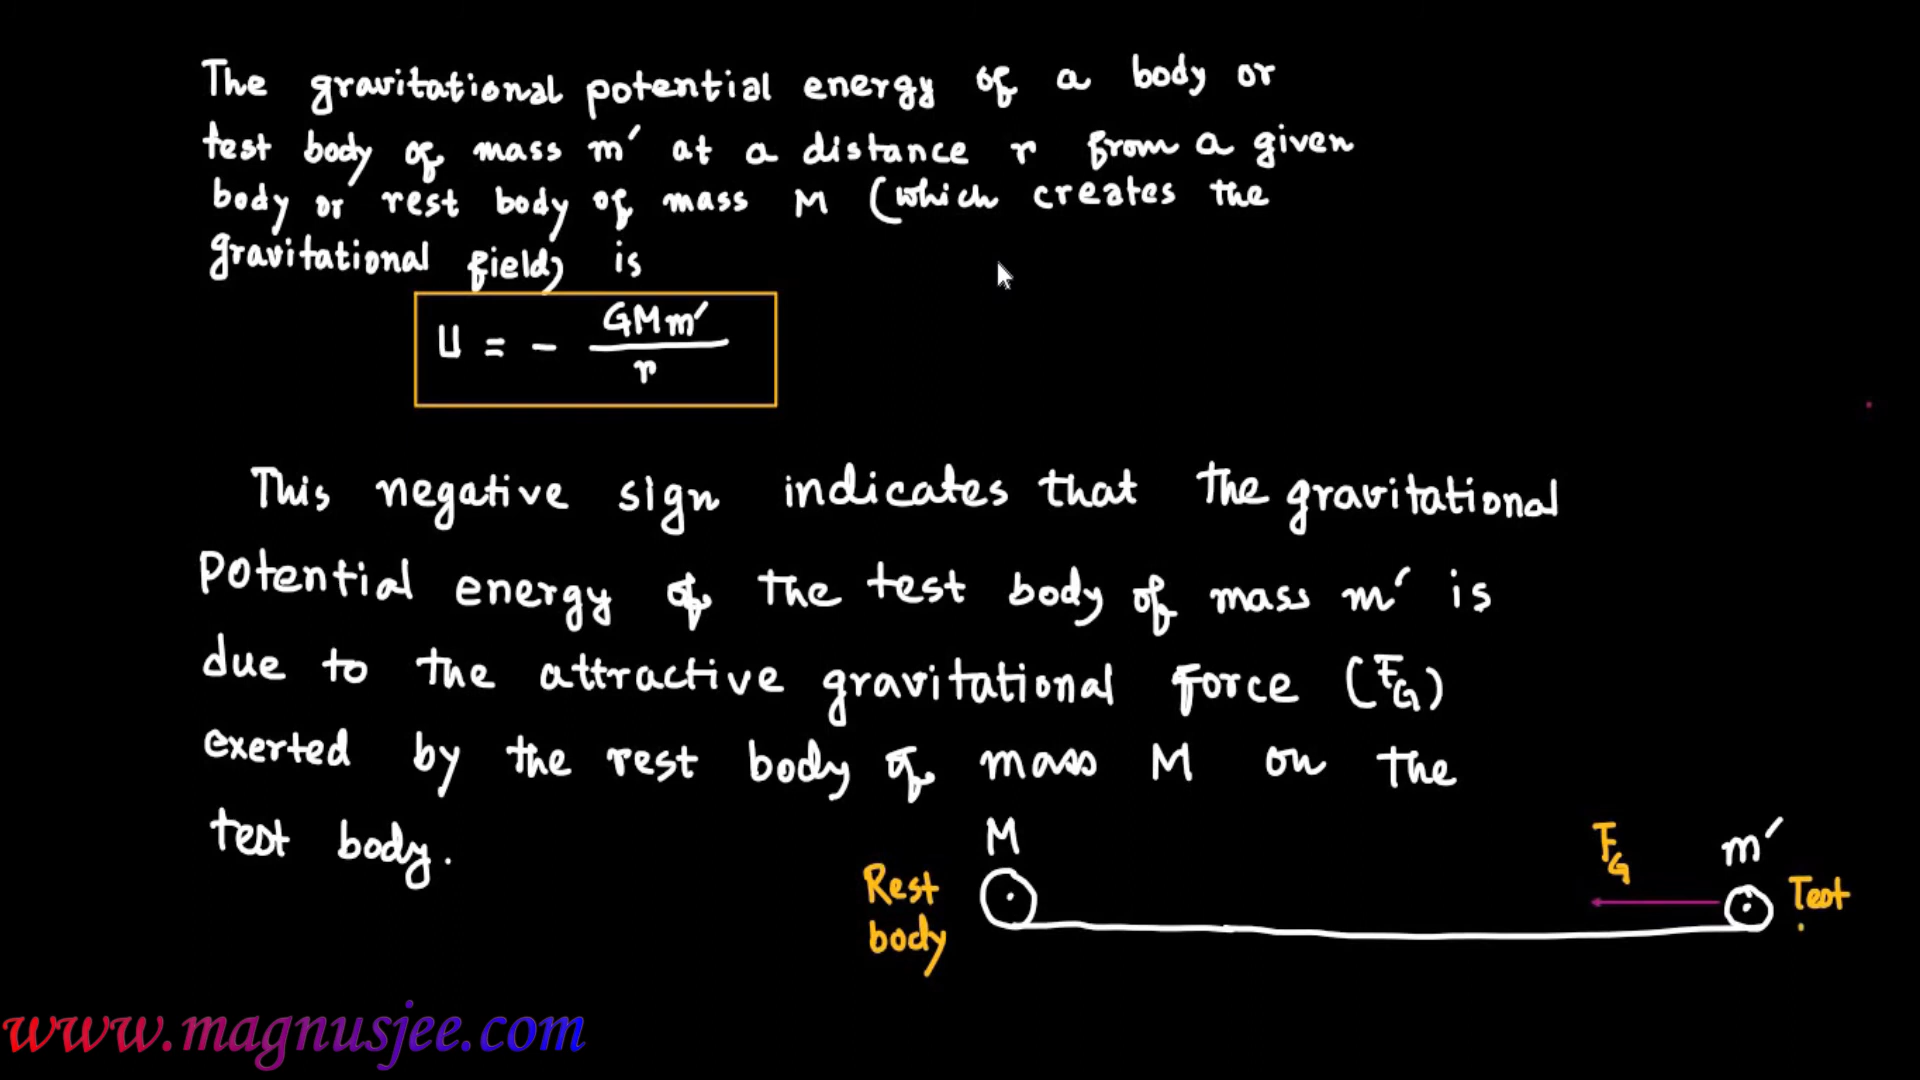 The gravitational potential energy of a body or
test body of mass m′ at a distance r from a given
body or rest body of mass M (which creates the
gravitational field) is
U = - GMm′/r
This negative sign indicates that the gravitational
Potential energy of the test body of mass m′ is
due to the attractive gravitational force (F_G)
exerted by the rest body of mass M on the
test body.
M
F_G
m′
Rest
body
Test
www.magnusjee.com